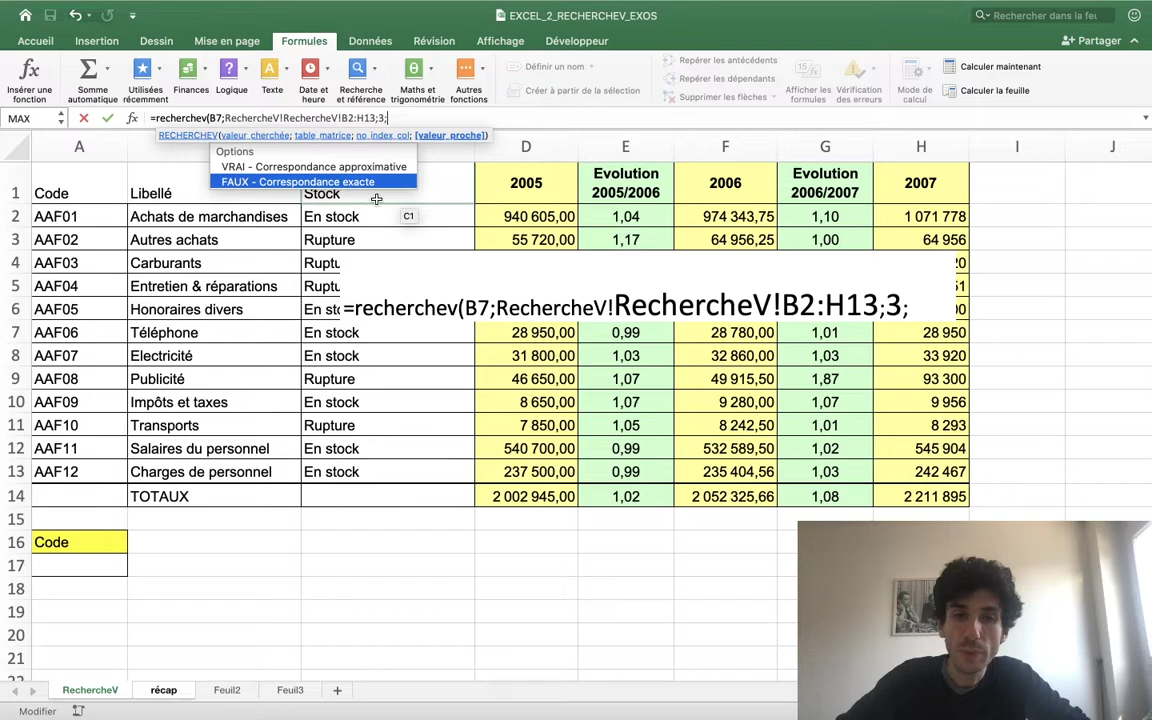 EXCEL_2_RECHERCHEV_EXOS
Rechercher dans la feu
Accueil Insertion Dessin Mise en page Formules Données Révision Affichage Développeur
Partager
Insérer une fonction
Somme automatique
Utilisées récemment
Finances
Logique
Texte
Date et heure
Recherche et référence
Maths et trigonométrie
Autres fonctions
Définir un nom
Créer à partir de la sélection
Repérer les antécédents
Repérer les dépendants
Supprimer les flèches
Afficher les formules
Vérification des erreurs
Mode de calcul
Calculer maintenant
Calculer la feuille
MAX fx =recherchev(B7;RechercheV!RechercheV!B2:H13;3;
RECHERCHEV(valeur_cherchée; table_matrice; no_index_col; [valeur_proche])
Options
VRAI - Correspondance approximative
FAUX - Correspondance exacte
A D E F G H I J
1 Code Libellé Stock 2005 Evolution 2005/2006 2006 Evolution 2006/2007 2007
C1
2 AAF01 Achats de marchandises En stock 940 605,00 1,04 974 343,75 1,10 1 071 778
3 AAF02 Autres achats Rupture 55 720,00 1,17 64 956,25 1,00 64 956
4 AAF03 Carburants Ruptu 20
5 AAF04 Entretien & réparations Ruptu 51
6 AAF05 Honoraires divers En sto 00
=recherchev(B7;RechercheV!RechercheV!B2:H13;3;
7 AAF06 Téléphone En stock 28 950,00 0,99 28 780,00 1,01 28 950
8 AAF07 Electricité En stock 31 800,00 1,03 32 860,00 1,03 33 920
9 AAF08 Publicité Rupture 46 650,00 1,07 49 915,50 1,87 93 300
10 AAF09 Impôts et taxes En stock 8 650,00 1,07 9 280,00 1,07 9 956
11 AAF10 Transports Rupture 7 850,00 1,05 8 242,50 1,01 8 293
12 AAF11 Salaires du personnel En stock 540 700,00 0,99 532 589,50 1,02 545 904
13 AAF12 Charges de personnel En stock 237 500,00 0,99 235 404,56 1,03 242 467
14 TOTAUX 2 002 945,00 1,02 2 052 325,66 1,08 2 211 895
15
16 Code
17
18
19
20
21
RechercheV récap Feuil2 Feuil3
Modifier